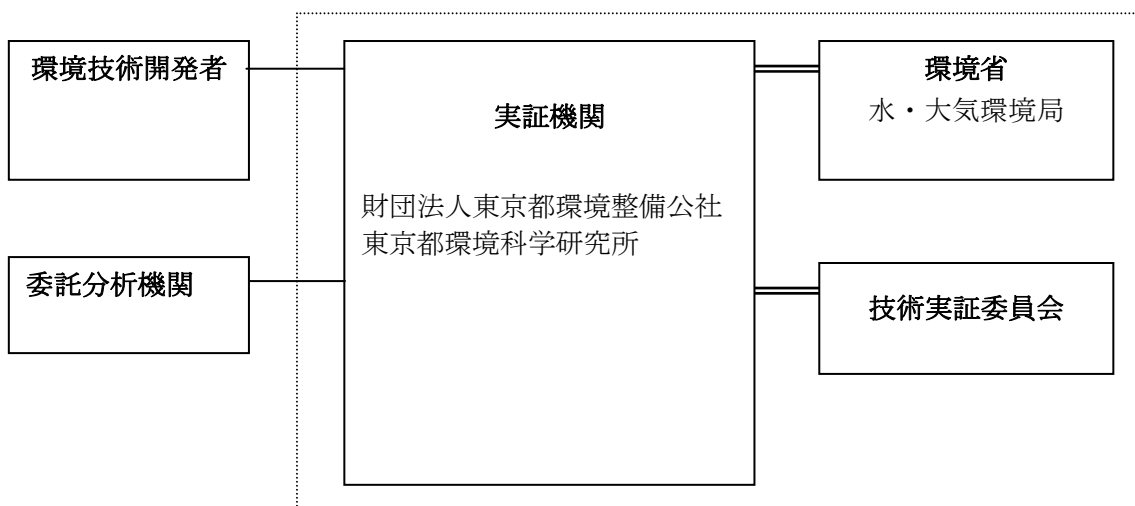 環境技術開発者
委託分析機関
実証機関
財団法人東京都環境整備公社
東京都環境科学研究所
環境省
水・大気環境局
技術実証委員会